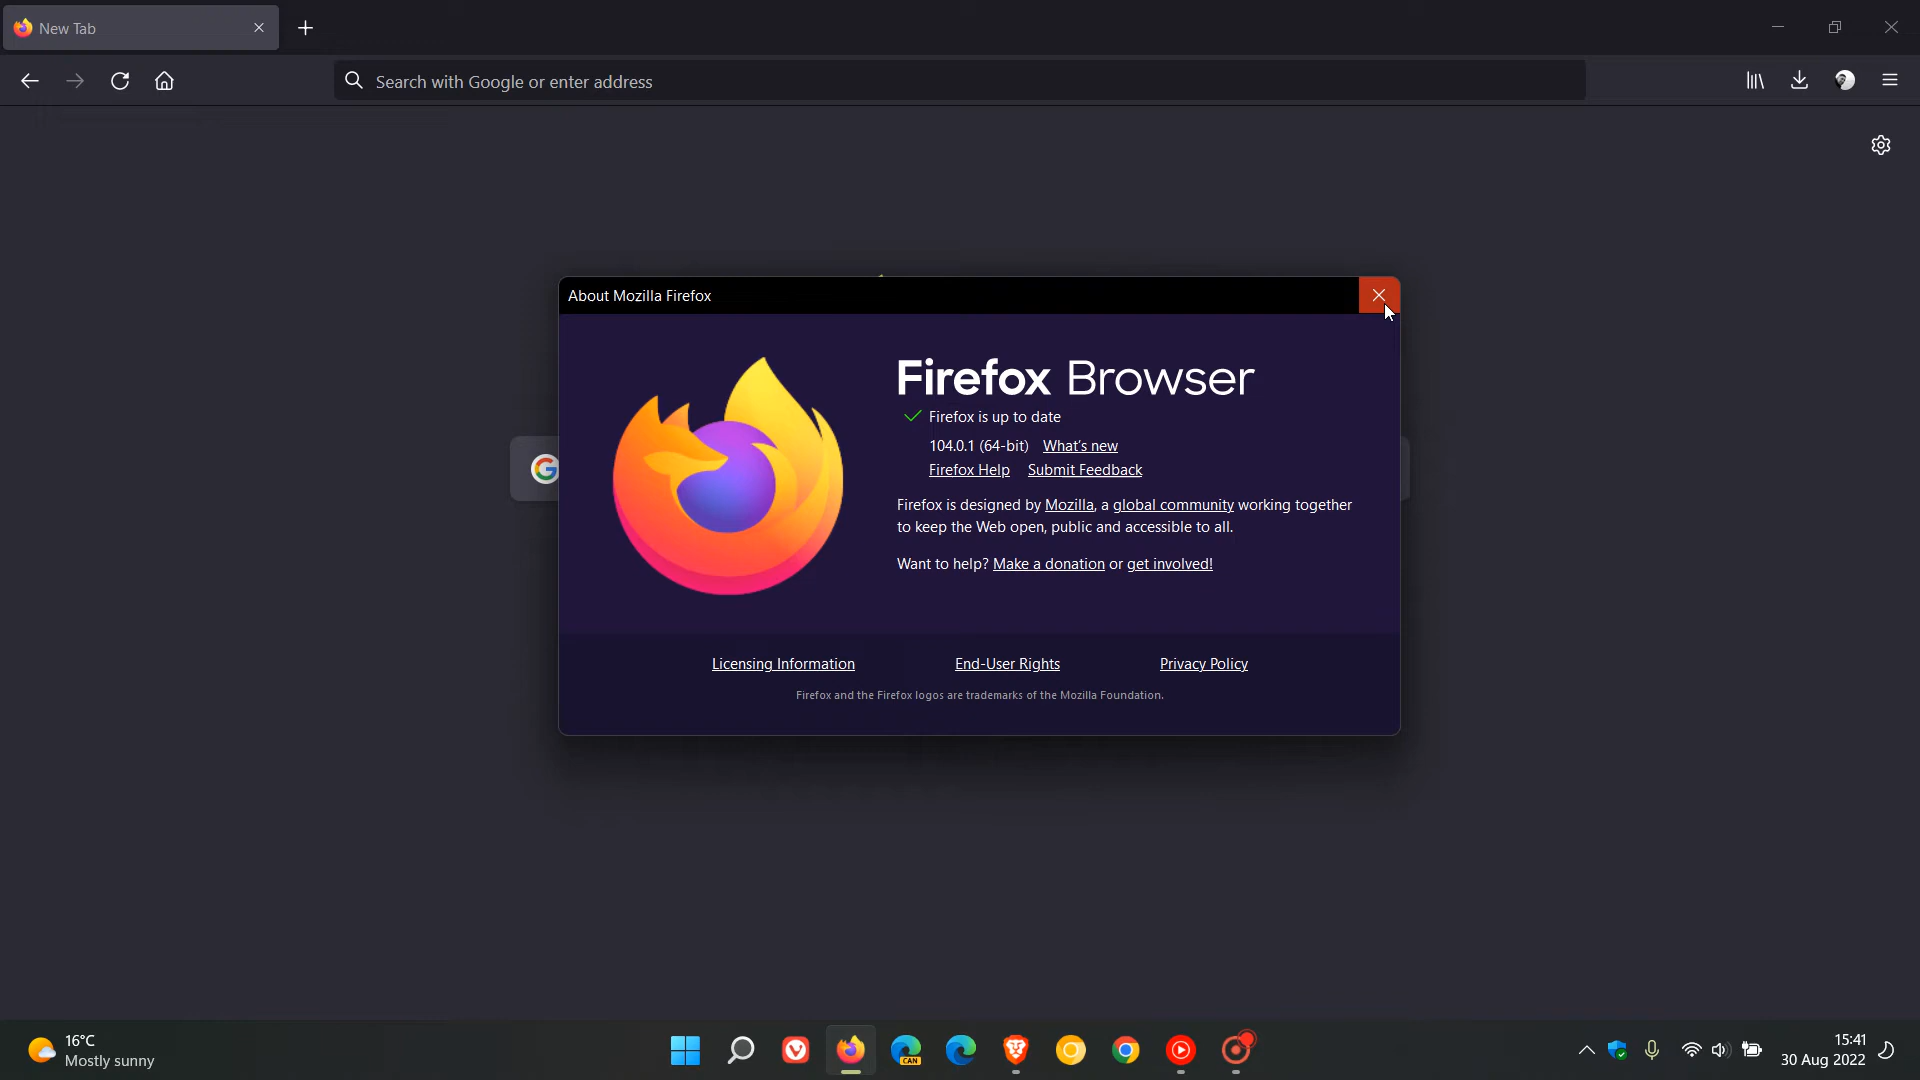 New Tab
Search with Google or enter address
About Mozilla Firefox
Firefox Browser
Firefox is up to date
104.0.1 (64-bit) What's new
Firefox Help Submit Feedback
Firefox is designed by Mozilla, a global community working together
to keep the Web open, public and accessible to all.
Want to help? Make a donation or get involved!
Licensing Information End-User Rights Privacy Policy
Firefox and the Firefox logos are trademarks of the Mozilla Foundation.
16°C
Mostly sunny
CAN
15:41
30 Aug 2022